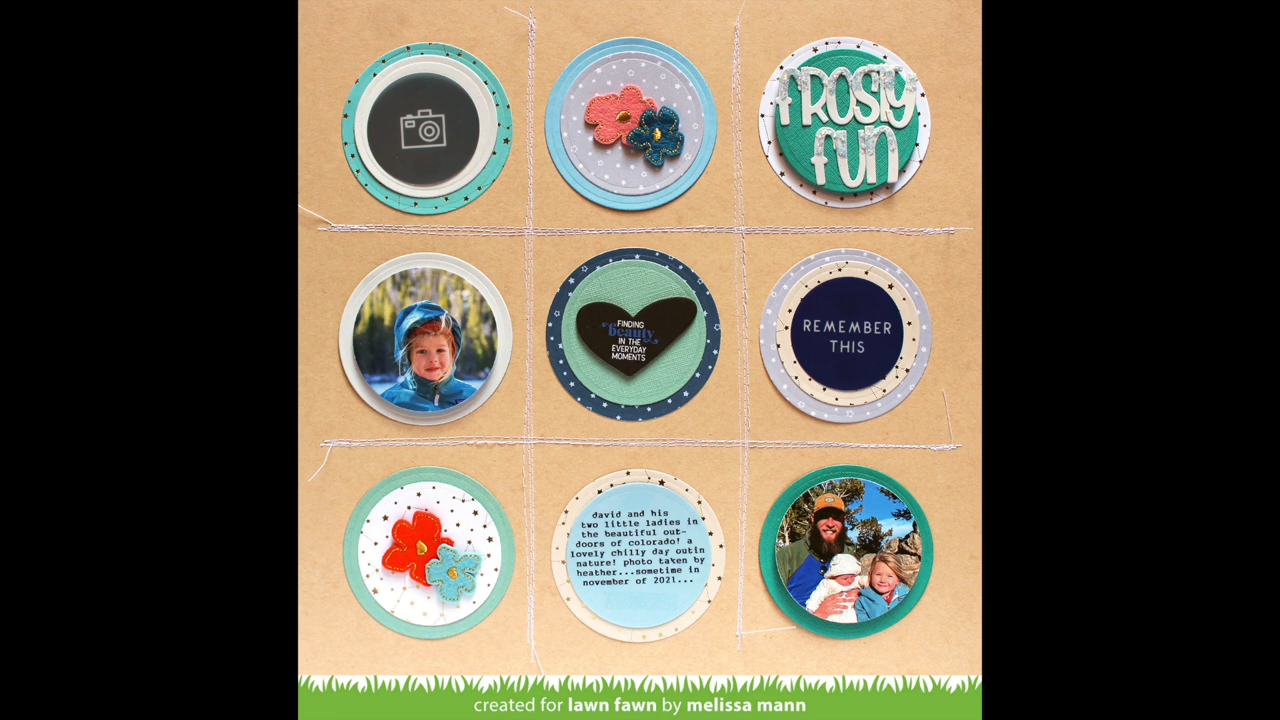 FROSTY
fun
FINDING
beauty
IN THE
EVERYDAY
MOMENTS
REMEMBER
THIS
david and his
two little ladies in
the beautiful out-
doors of colorado! a
lovely chilly day outin
nature! photo taken by
heather...sometime in
november of 2021...
created for lawn fawn by melissa mann